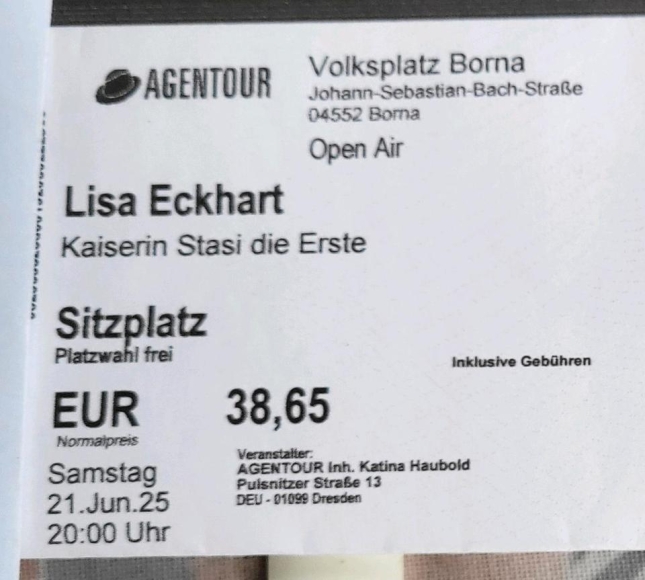 AGENTOUR
Volksplatz Borna
Johann-Sebastian-Bach-Straße
04552 Borna
Open Air
Lisa Eckhart
Kaiserin Stasi die Erste
Sitzplatz
Platzwahl frei
Inklusive Gebühren
EUR 38,65
Normalpreis
Samstag
21.Jun.25
20:00 Uhr
Veranstalter:
AGENTOUR Inh. Katina Haubold
Pulsnitzer Straße 13
DEU - 01099 Dresden